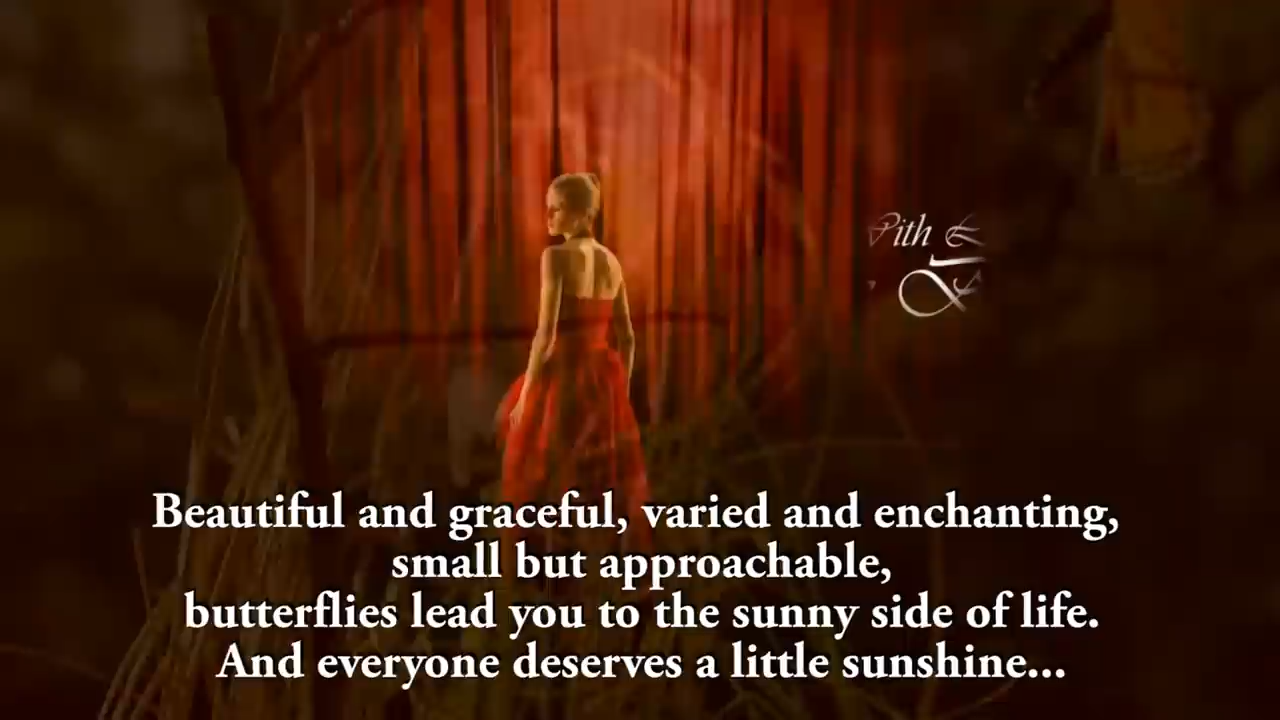 Beautiful and graceful, varied and enchanting,
small but approachable,
butterflies lead you to the sunny side of life.
And everyone deserves a little sunshine...